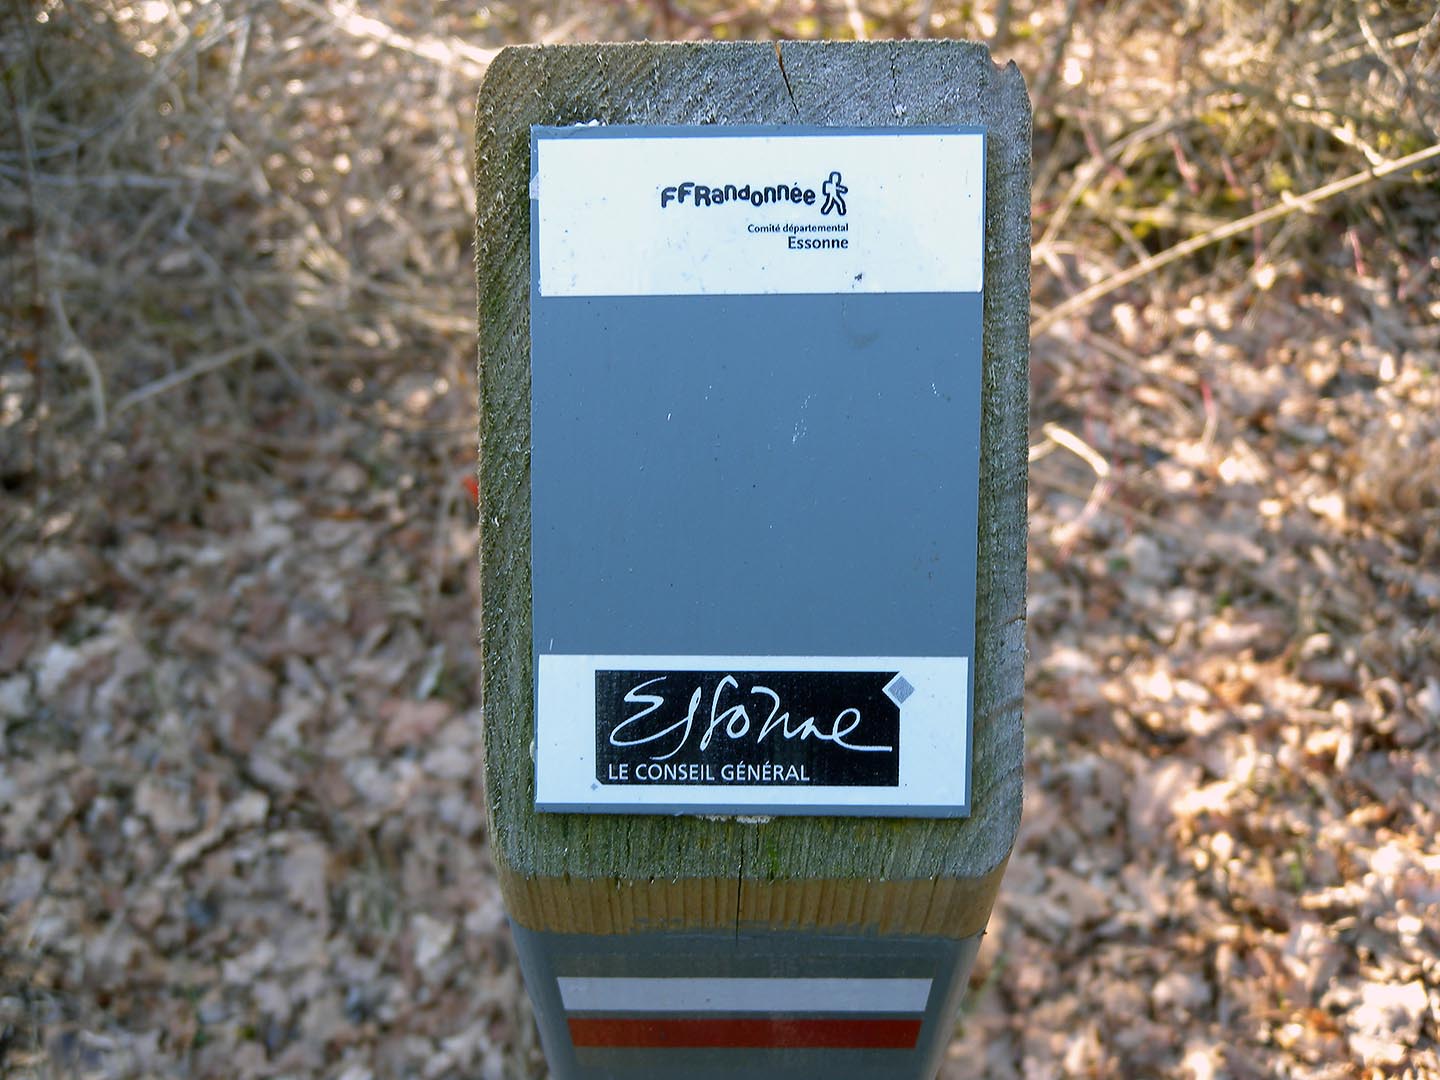 FFRandonnée
Comité départemental
Essonne
Essonne
LE CONSEIL GÉNÉRAL